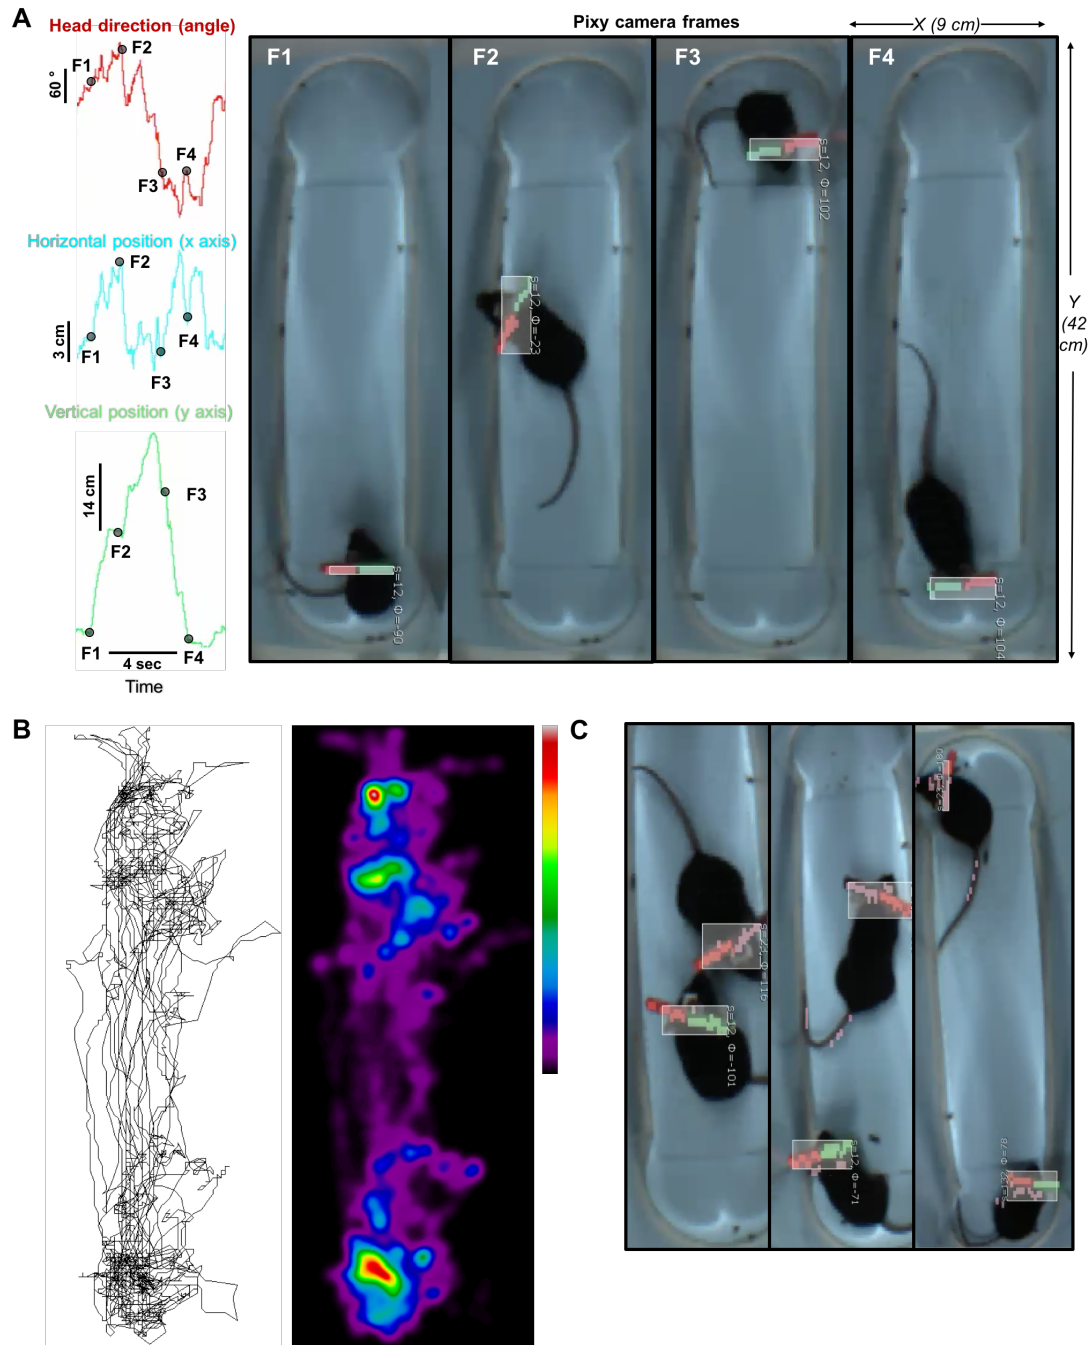 A
Head direction (angle)
F1
F2
60 °
F3
F4
Horizontal position (x axis)
F2
3 cm
F1
F4
F3
Vertical position (y axis)
14 cm
F3
F2
F1
4 sec
F4
Time
Pixy camera frames
X (9 cm)
F1
F2
F3
F4
s=12, Φ=-90
s=12, Φ=-23
s=12, Φ=102
s=12, Φ=104
Y
(42
cm)
B
C
s=12, Φ=-101
s=12, Φ=-71